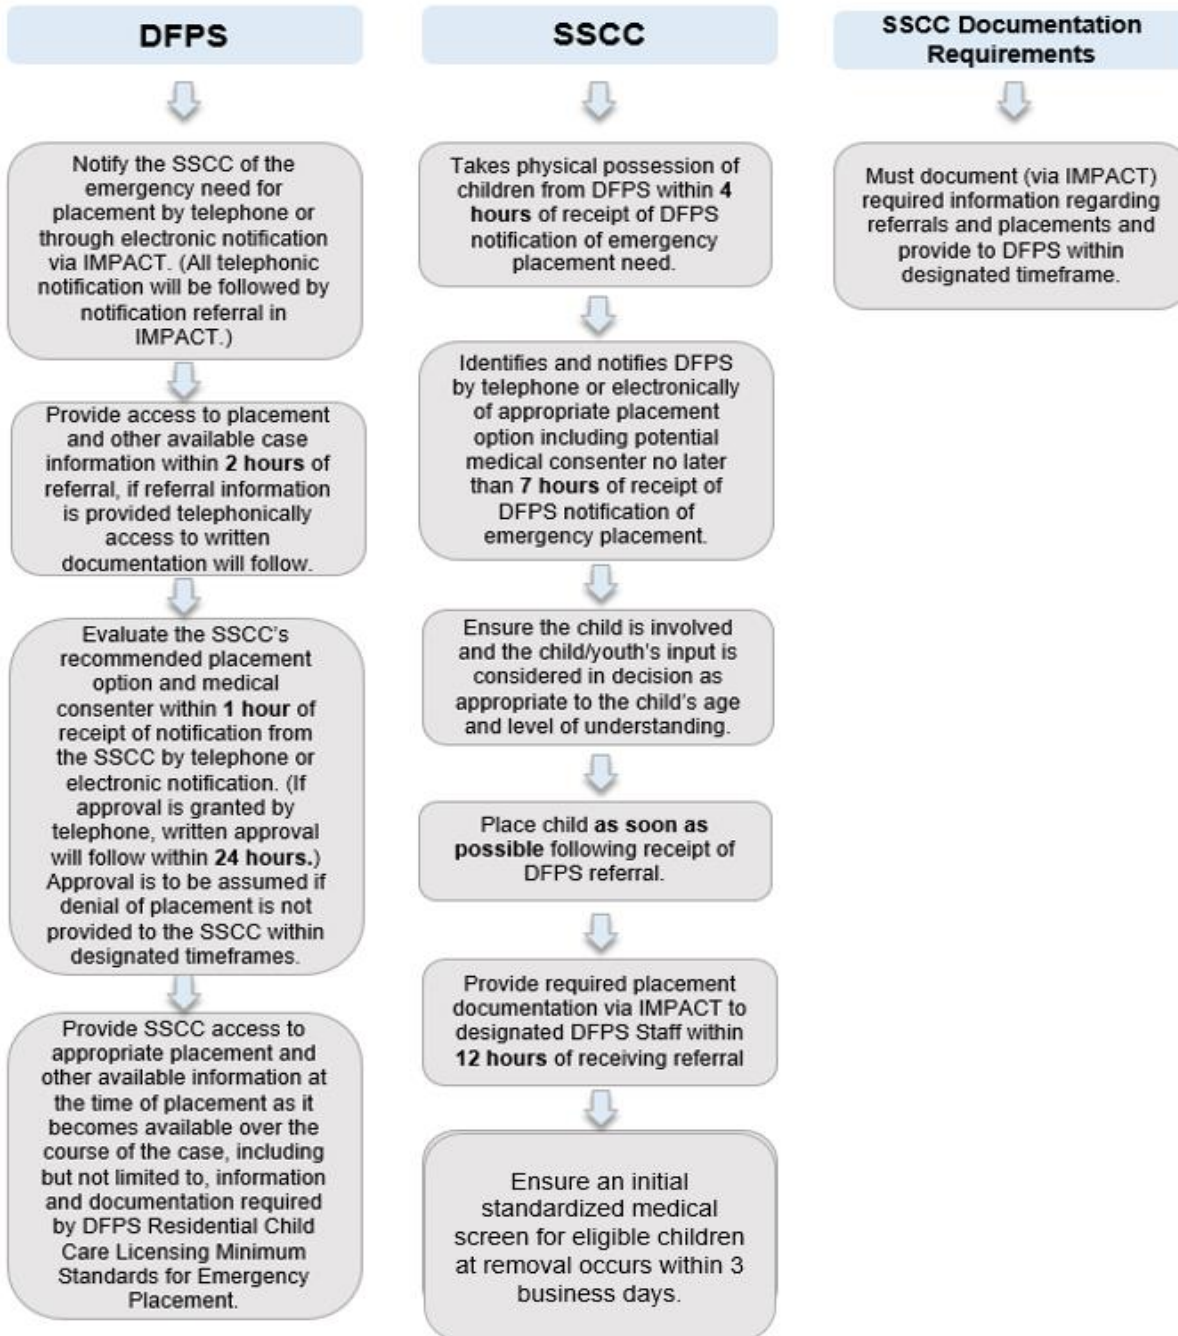 DFPS
Notify the SSCC of the
emergency need for
placement by telephone or
through electronic notification
via IMPACT. (All telephonic
notification will be followed by
notification referral in
IMPACT.)
Provide access to placement
and other available case
information within 2 hours of
referral, if referral information
is provided telephonically
access to written
documentation will follow.
Evaluate the SSCC's
recommended placement
option and medical
consenter within 1 hour of
receipt of notification from
the SSCC by telephone or
electronic notification. (If
approval is granted by
telephone, written approval
will follow within 24 hours.)
Approval is to be assumed if
denial of placement is not
provided to the SSCC within
designated timeframes.
Provide SSCC access to
appropriate placement and
other available information at
the time of placement as it
becomes available over the
course of the case, including
but not limited to, information
and documentation required
by DFPS Residential Child
Care Licensing Minimum
Standards for Emergency
Placement.
SSCC
Takes physical possession of
children from DFPS within 4
hours of receipt of DFPS
notification of emergency
placement need.
Identifies and notifies DFPS
by telephone or electronically
of appropriate placement
option including potential
medical consenter no later
than 7 hours of receipt of
DFPS notification of
emergency placement.
Ensure the child is involved
and the child/youth's input is
considered in decision as
appropriate to the child's age
and level of understanding.
Place child as soon as
possible following receipt of
DFPS referral.
Provide required placement
documentation via IMPACT to
designated DFPS Staff within
12 hours of receiving referral
Ensure an initial
standardized medical
screen for eligible children
at removal occurs within 3
business days.
SSCC Documentation
Requirements
Must document (via IMPACT)
required information regarding
referrals and placements and
provide to DFPS within
designated timeframe.